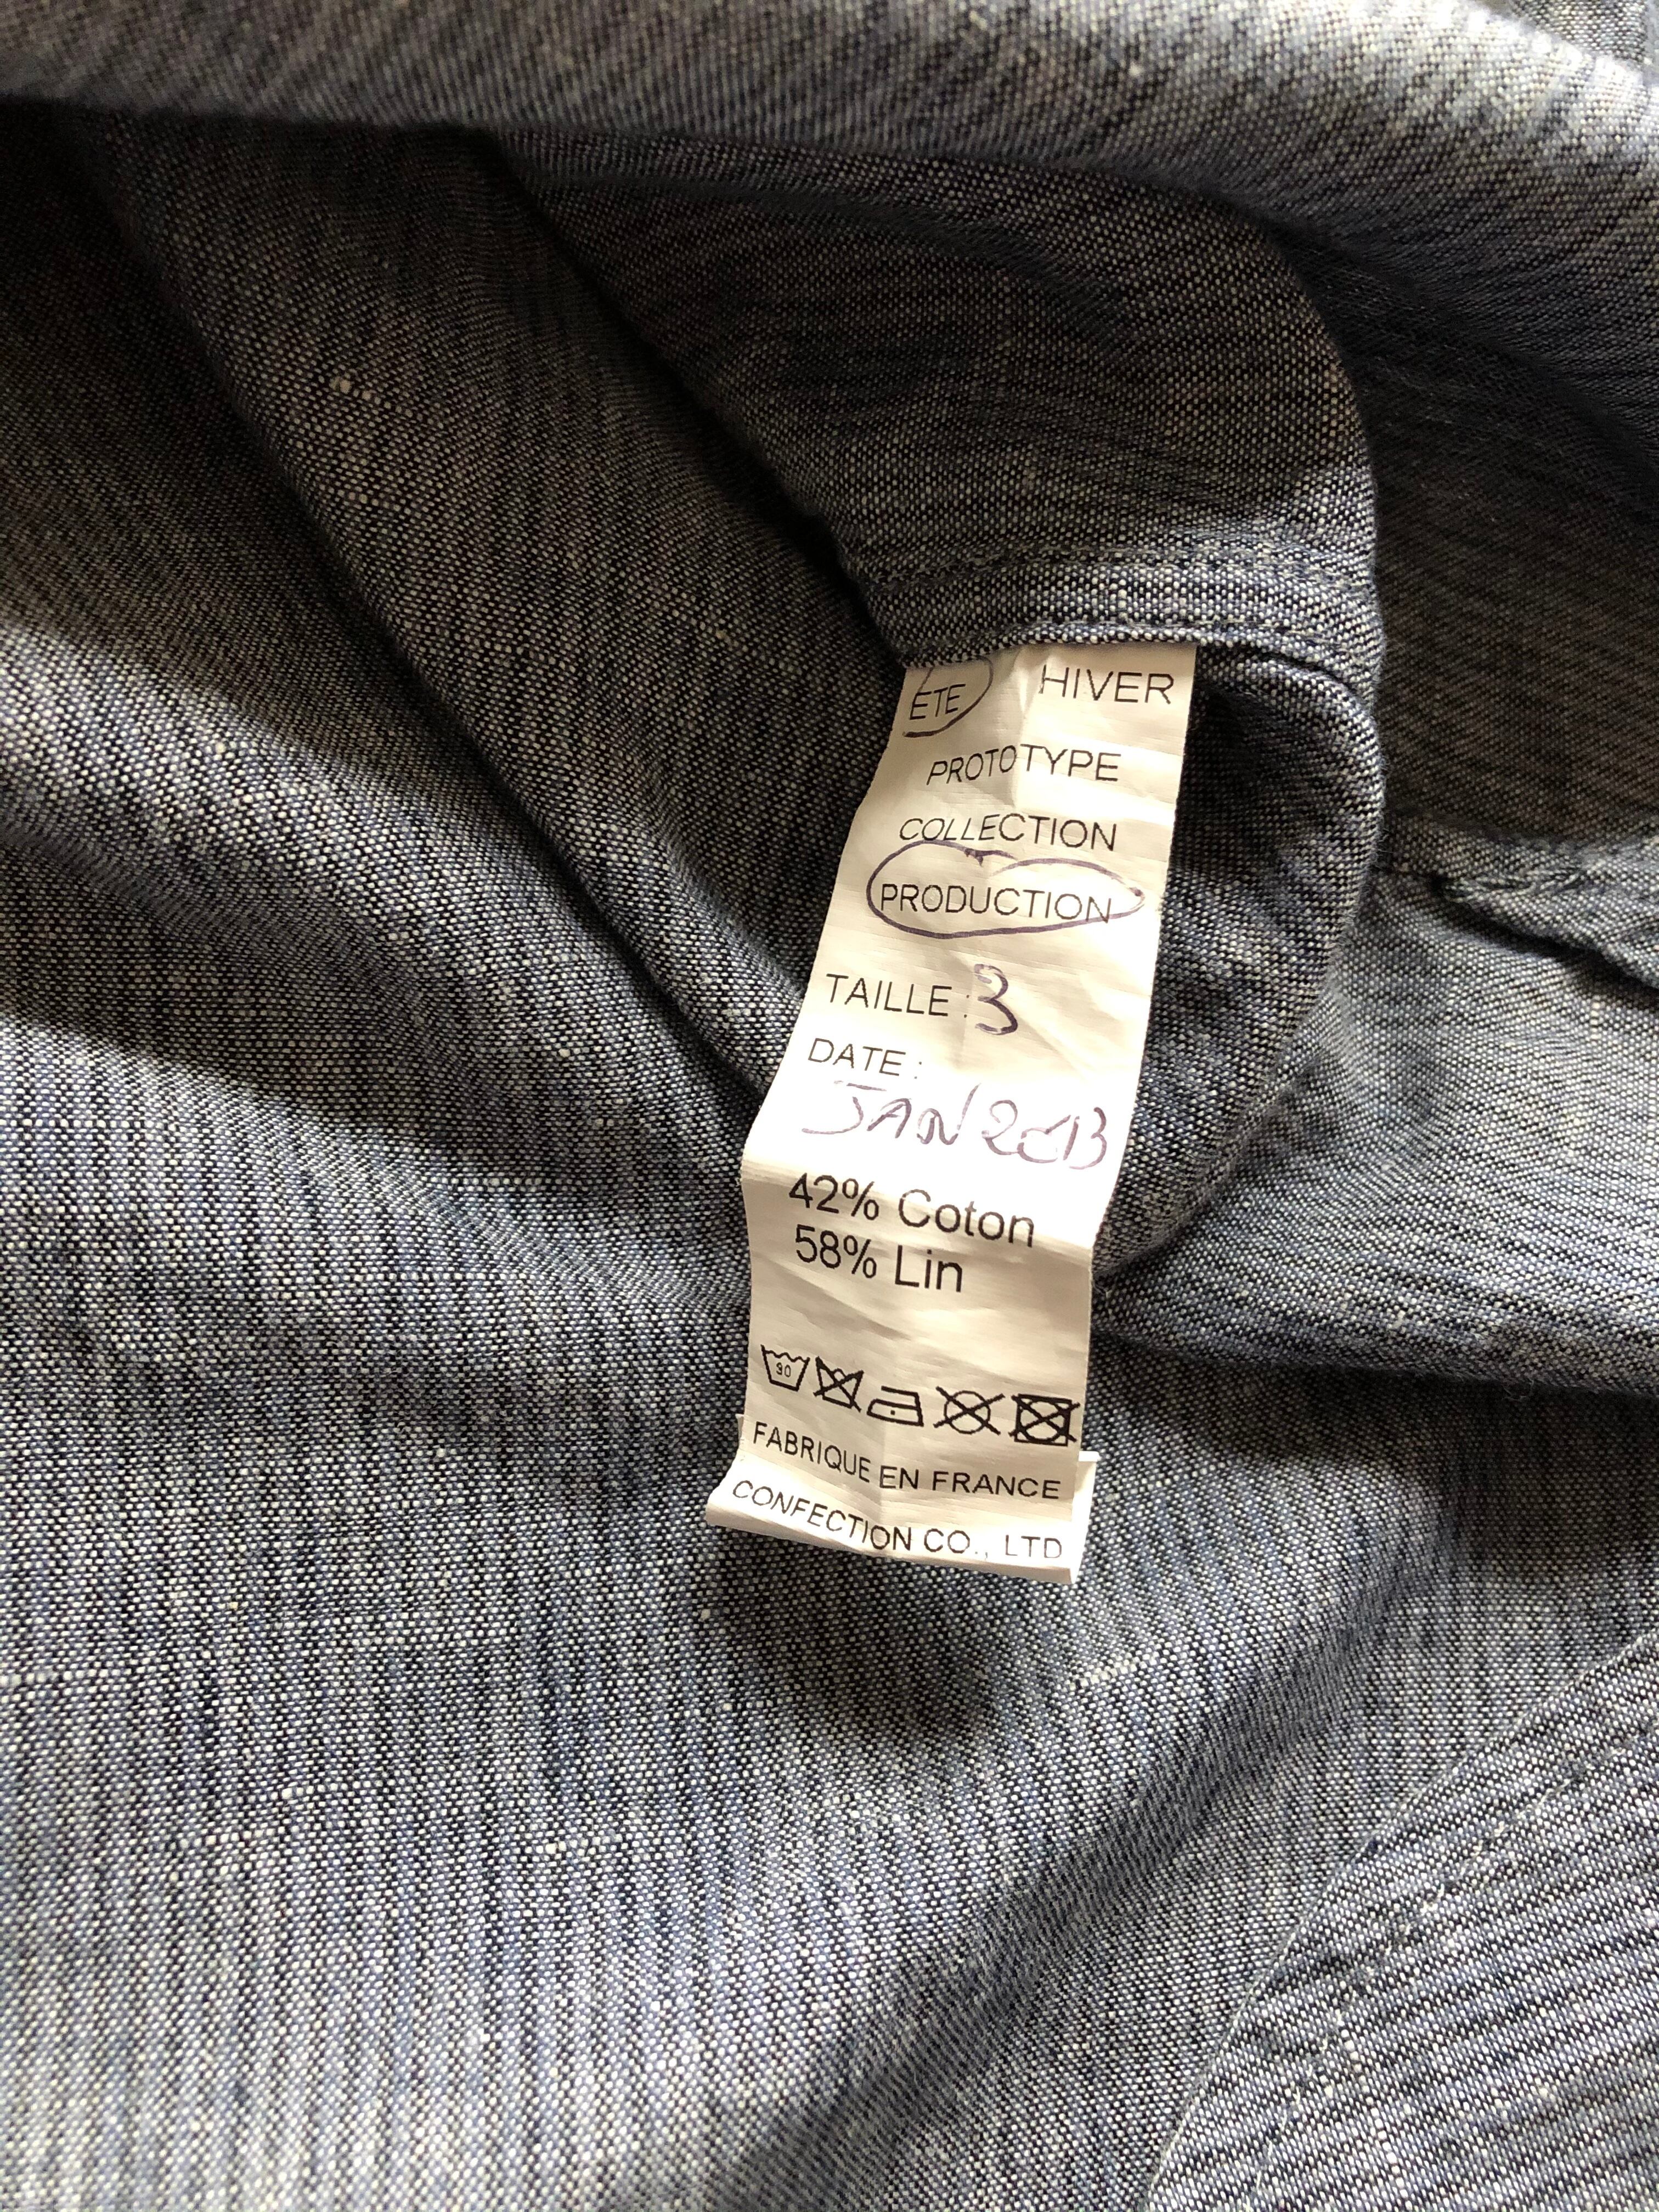 ETE HIVER
PROTOTYPE
COLLECTION
PRODUCTION
TAILLE : 3
DATE :
JAN 2013
42% Coton
58% Lin
30
FABRIQUE EN FRANCE
CONFECTION CO., LTD